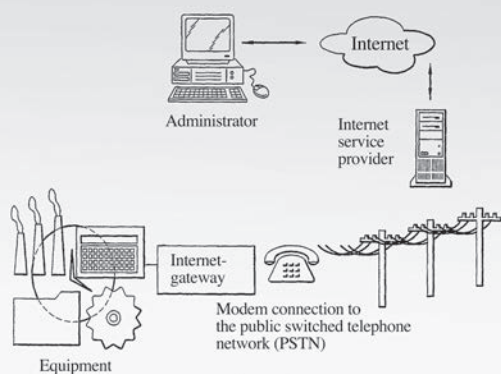 Internet
Administrator
Internet
service
provider
Internet-
gateway
Modem connection to
the public switched telephone
network (PSTN)
Equipment